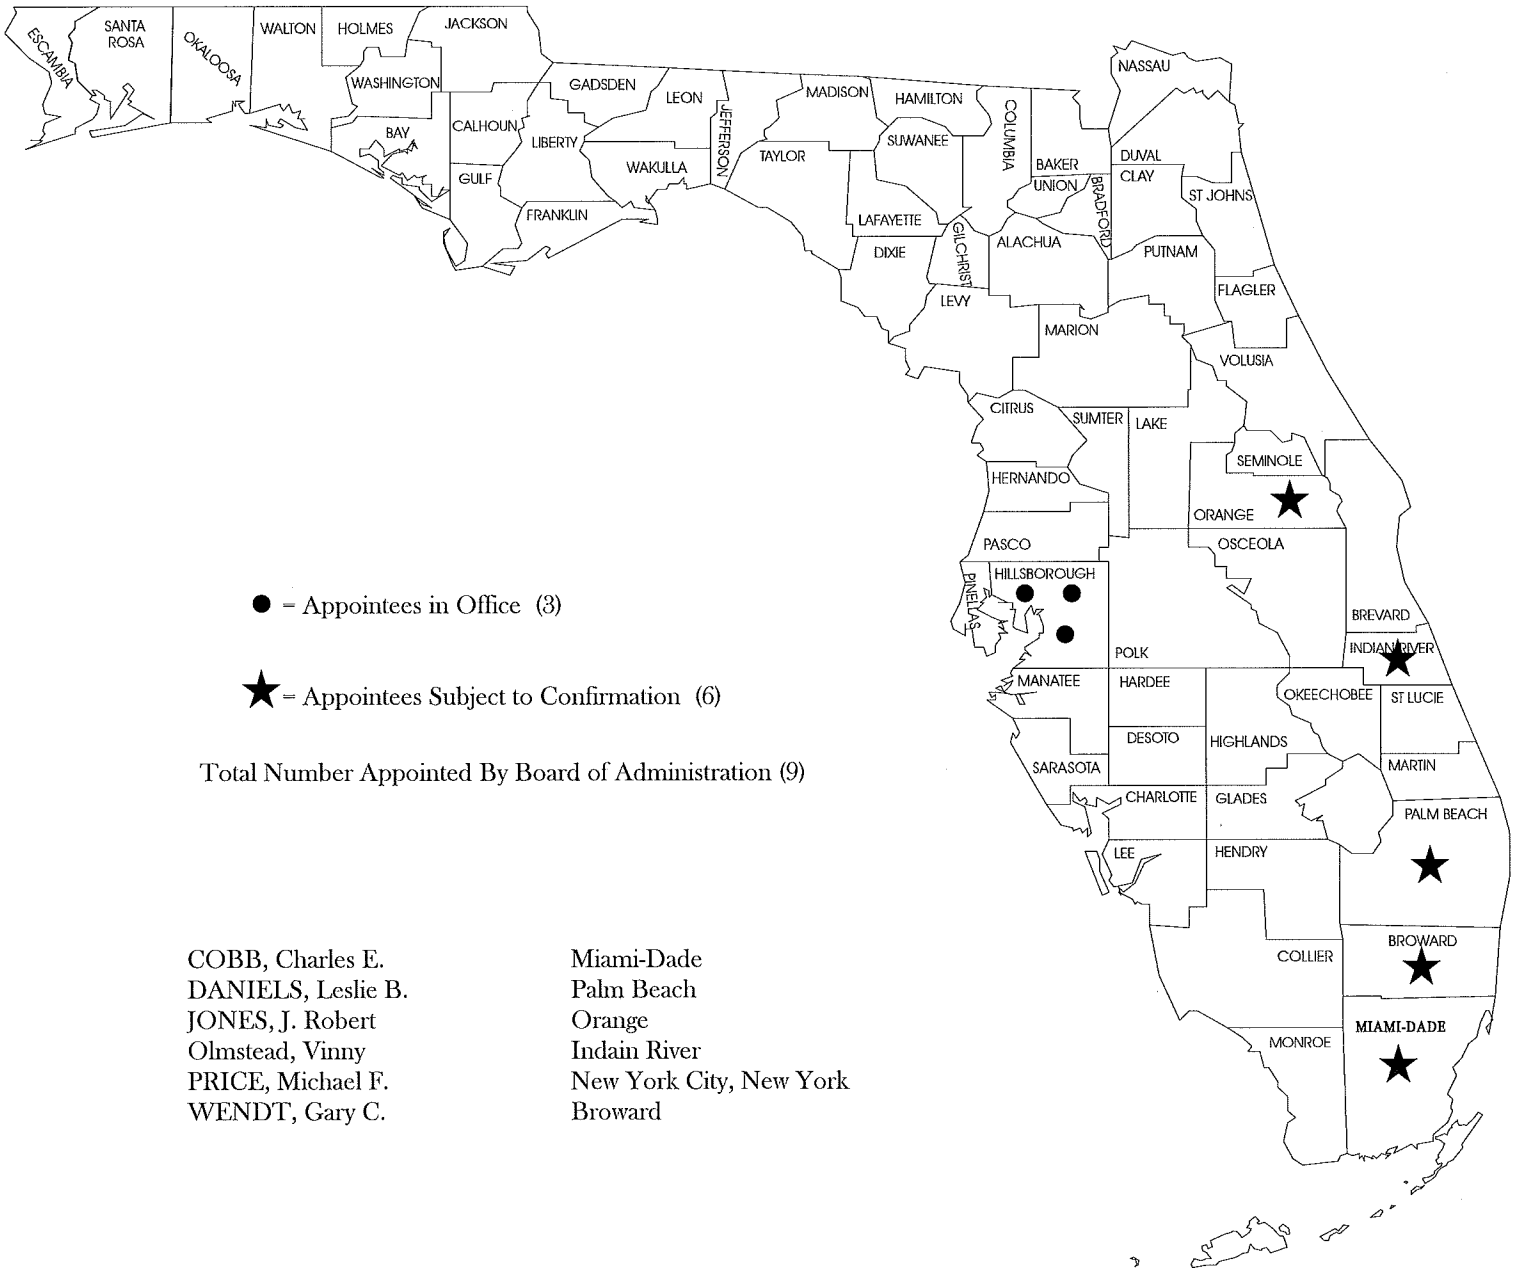 ESCAMBIA
SANTA
ROSA
OKALOOSA
WALTON
HOLMES
JACKSON
WASHINGTON
BAY
CALHOUN
GULF
LIBERTY
GADSDEN
LEON
WAKULLA
FRANKLIN
JEFFERSON
MADISON
TAYLOR
HAMILTON
SUWANEE
LAFAYETTE
DIXIE
COLUMBIA
GILCHRIST
LEVY
BAKER
UNION
BRADFORD
ALACHUA
NASSAU
DUVAL
CLAY
ST JOHNS
PUTNAM
FLAGLER
MARION
VOLUSIA
CITRUS
SUMTER
LAKE
SEMINOLE
HERNANDO
ORANGE
PASCO
OSCEOLA
PINELLAS
HILLSBOROUGH
POLK
BREVARD
INDIAN RIVER
MANATEE
HARDEE
OKEECHOBEE
ST LUCIE
DESOTO
HIGHLANDS
SARASOTA
MARTIN
CHARLOTTE
GLADES
PALM BEACH
LEE
HENDRY
BROWARD
COLLIER
MIAMI-DADE
MONROE
● = Appointees in Office (3)
★ = Appointees Subject to Confirmation (6)
Total Number Appointed By Board of Administration (9)
COBB, Charles E. Miami-Dade
DANIELS, Leslie B. Palm Beach
JONES, J. Robert Orange
Olmstead, Vinny Indain River
PRICE, Michael F. New York City, New York
WENDT, Gary C. Broward